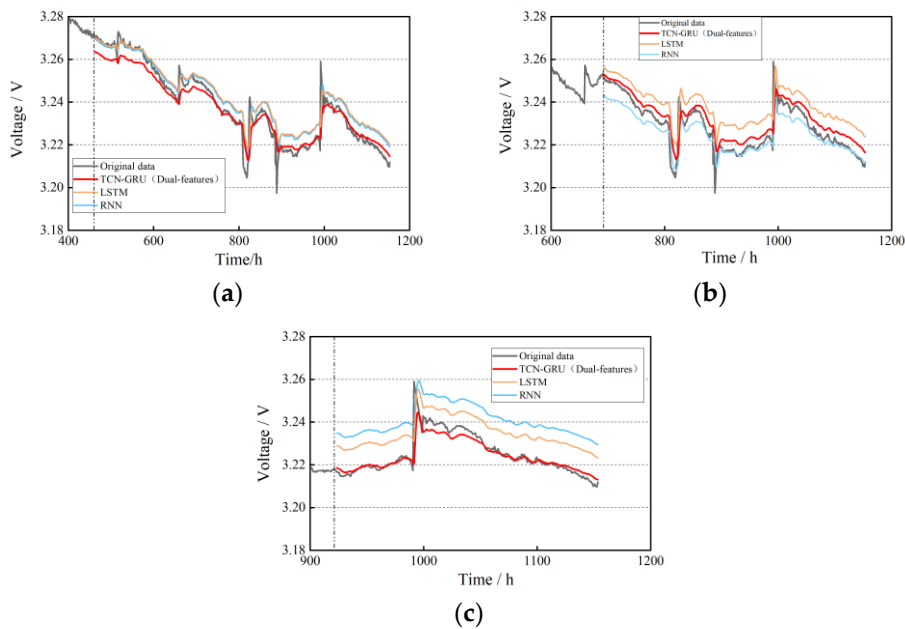 3.28
3.26
3.24
3.22
3.20
3.18
Voltage / V
Original data
TCN-GRU（Dual-features）
LSTM
RNN
400
600
800
1000
1200
Time/h
(a)
3.28
3.26
3.24
3.22
3.20
3.18
Voltage / V
Original data
TCN-GRU（Dual-features）
LSTM
RNN
600
800
1000
1200
Time / h
(b)
3.28
3.26
3.24
3.22
3.20
3.18
Voltage / V
Original data
TCN-GRU（Dual-features）
LSTM
RNN
900
1000
1100
1200
Time / h
(c)